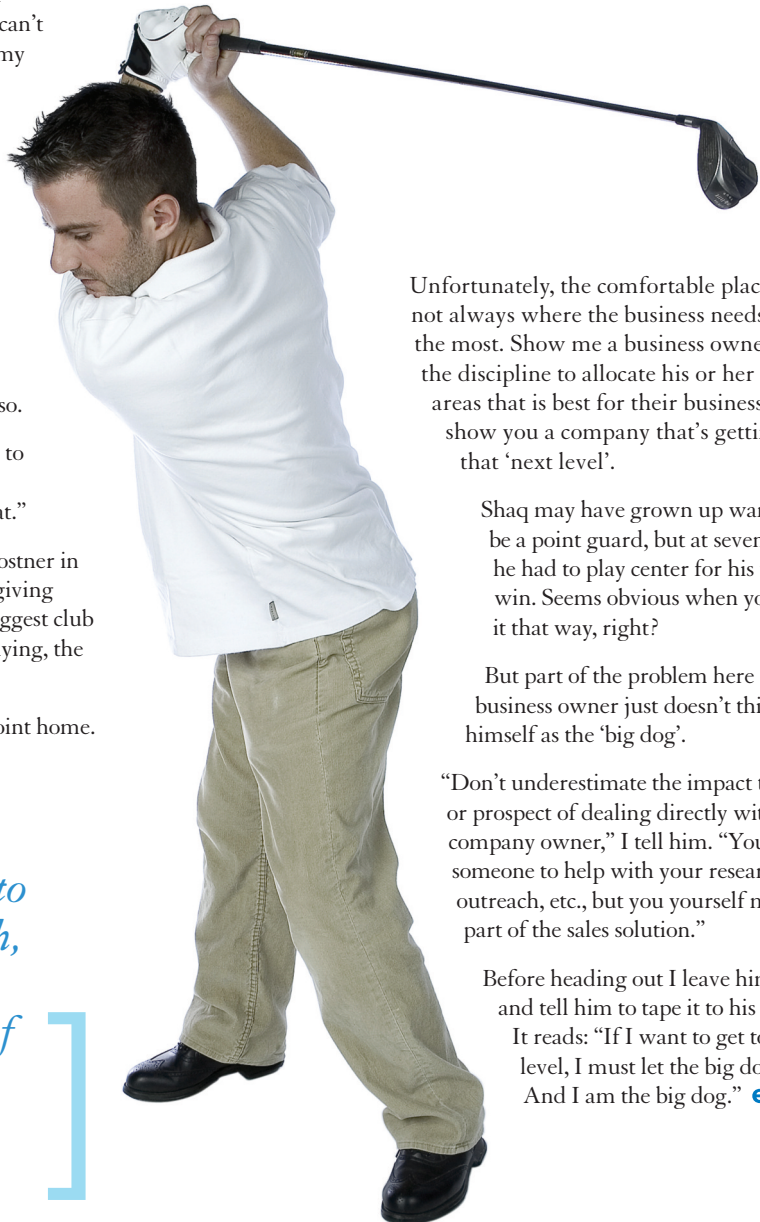 can't
my
so.
to
at.”
ostner in
giving
ggest club
ying, the
oint home.
to
h,
f
Unfortunately, the comfortable plac
not always where the business needs
the most. Show me a business owne
the discipline to allocate his or her
areas that is best for their business
show you a company that’s gettin
that ‘next level’.
Shaq may have grown up wan
be a point guard, but at seven
he had to play center for his
win. Seems obvious when yo
it that way, right?
But part of the problem here
business owner just doesn’t thi
himself as the ‘big dog’.
“Don’t underestimate the impact t
or prospect of dealing directly wit
company owner,” I tell him. “You
someone to help with your resear
outreach, etc., but you yourself n
part of the sales solution.”
Before heading out I leave him
and tell him to tape it to his
It reads: “If I want to get to
level, I must let the big do
And I am the big dog.” e